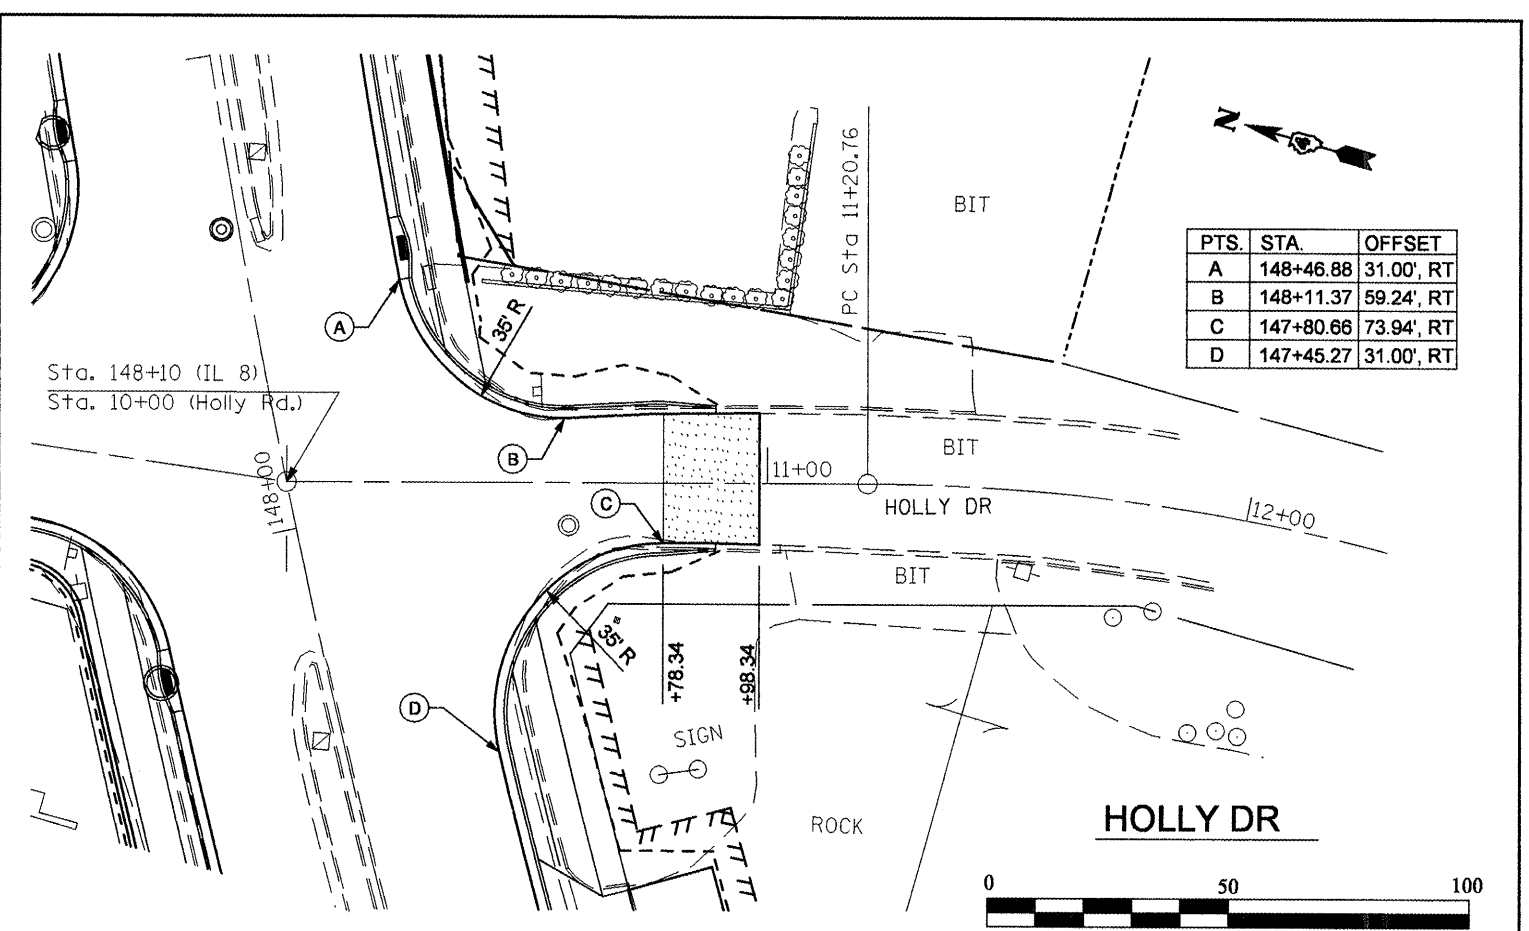 N
PC Sta 11+20.76
BIT
PTS. STA. OFFSET
A 148+46.88 31.00', RT
B 148+11.37 59.24', RT
C 147+80.66 73.94', RT
D 147+45.27 31.00', RT
A
35' R
Sta. 148+10 (IL 8)
Sta. 10+00 (Holly Rd.)
B
BIT
148+00
11+00
C
HOLLY DR
12+00
BIT
35' R
+78.34
+98.34
D
SIGN
ROCK
HOLLY DR
0 50 100